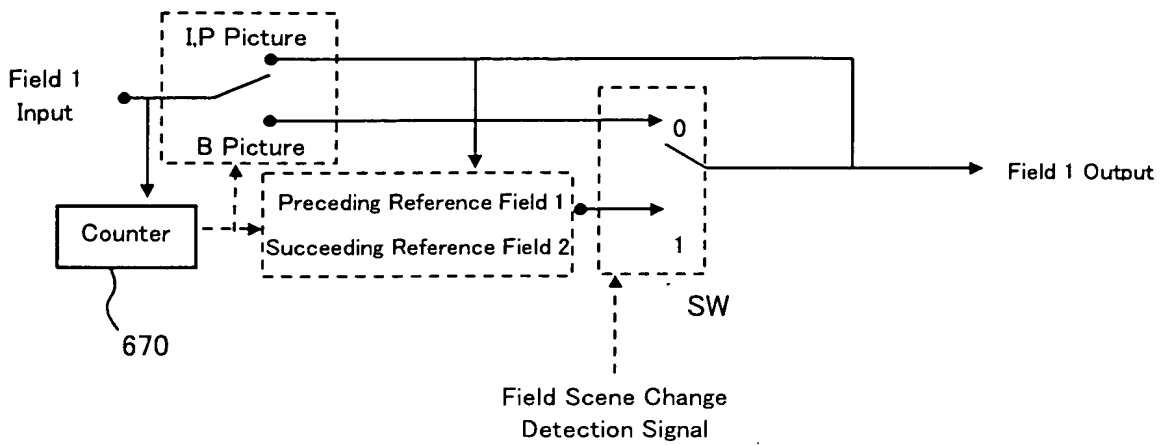 I,P Picture
Field 1
Input
B Picture
0
Field 1 Output
Preceding Reference Field 1
Counter
Succeeding Reference Field 2
1
SW
670
Field Scene Change
Detection Signal